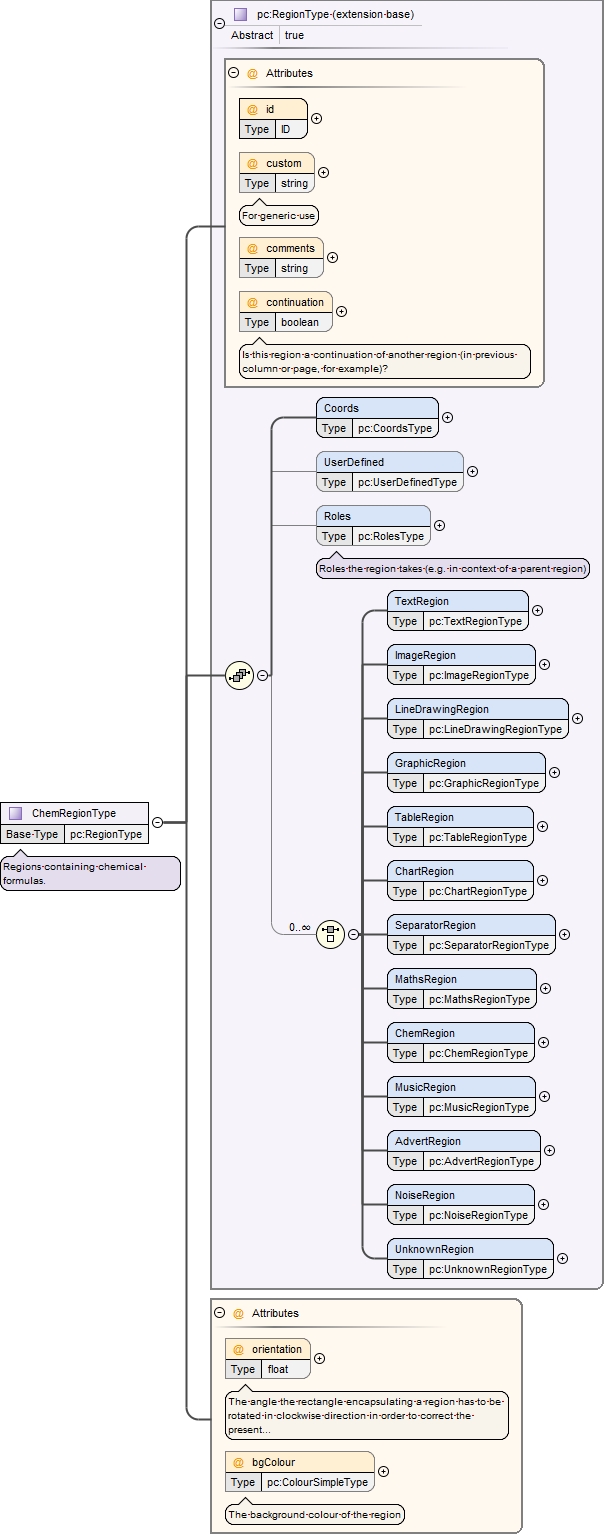 pc:RegionType (extension base)
Abstract true
@ Attributes
@ id
Type ID
@ custom
Type string
For generic use
@ comments
Type string
@ continuation
Type boolean
Is this region a continuation of another region (in previous
column or page, for example)?
Coords
Type pc:CoordsType
UserDefined
Type pc:UserDefinedType
Roles
Type pc:RolesType
Roles the region takes (e.g. in context of a parent region)
TextRegion
Type pc:TextRegionType
ImageRegion
Type pc:ImageRegionType
LineDrawingRegion
Type pc:LineDrawingRegionType
GraphicRegion
Type pc:GraphicRegionType
TableRegion
Type pc:TableRegionType
ChartRegion
Type pc:ChartRegionType
0..∞
SeparatorRegion
Type pc:SeparatorRegionType
MathsRegion
Type pc:MathsRegionType
ChemRegion
Type pc:ChemRegionType
MusicRegion
Type pc:MusicRegionType
AdvertRegion
Type pc:AdvertRegionType
NoiseRegion
Type pc:NoiseRegionType
UnknownRegion
Type pc:UnknownRegionType
ChemRegionType
Base Type pc:RegionType
Regions containing chemical
formulas.
@ Attributes
@ orientation
Type float
The angle the rectangle encapsulating a region has to be
rotated in clockwise direction in order to correct the
present...
@ bgColour
Type pc:ColourSimpleType
The background colour of the region